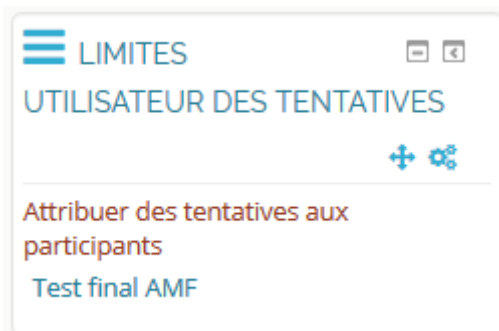 LIMITES
UTILISATEUR DES TENTATIVES
Attribuer des tentatives aux
participants
Test final AMF